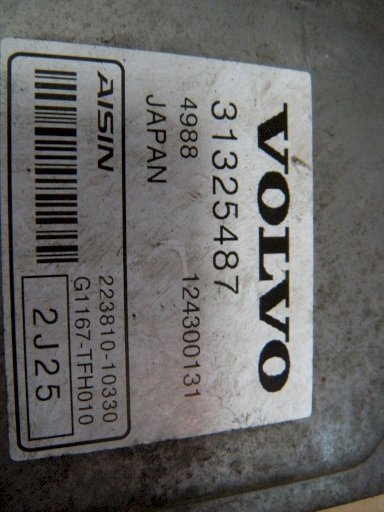 VOLVO
31325487
4988 124300131
JAPAN
AISIN
223810-10330
G1167-TFH010
2J25